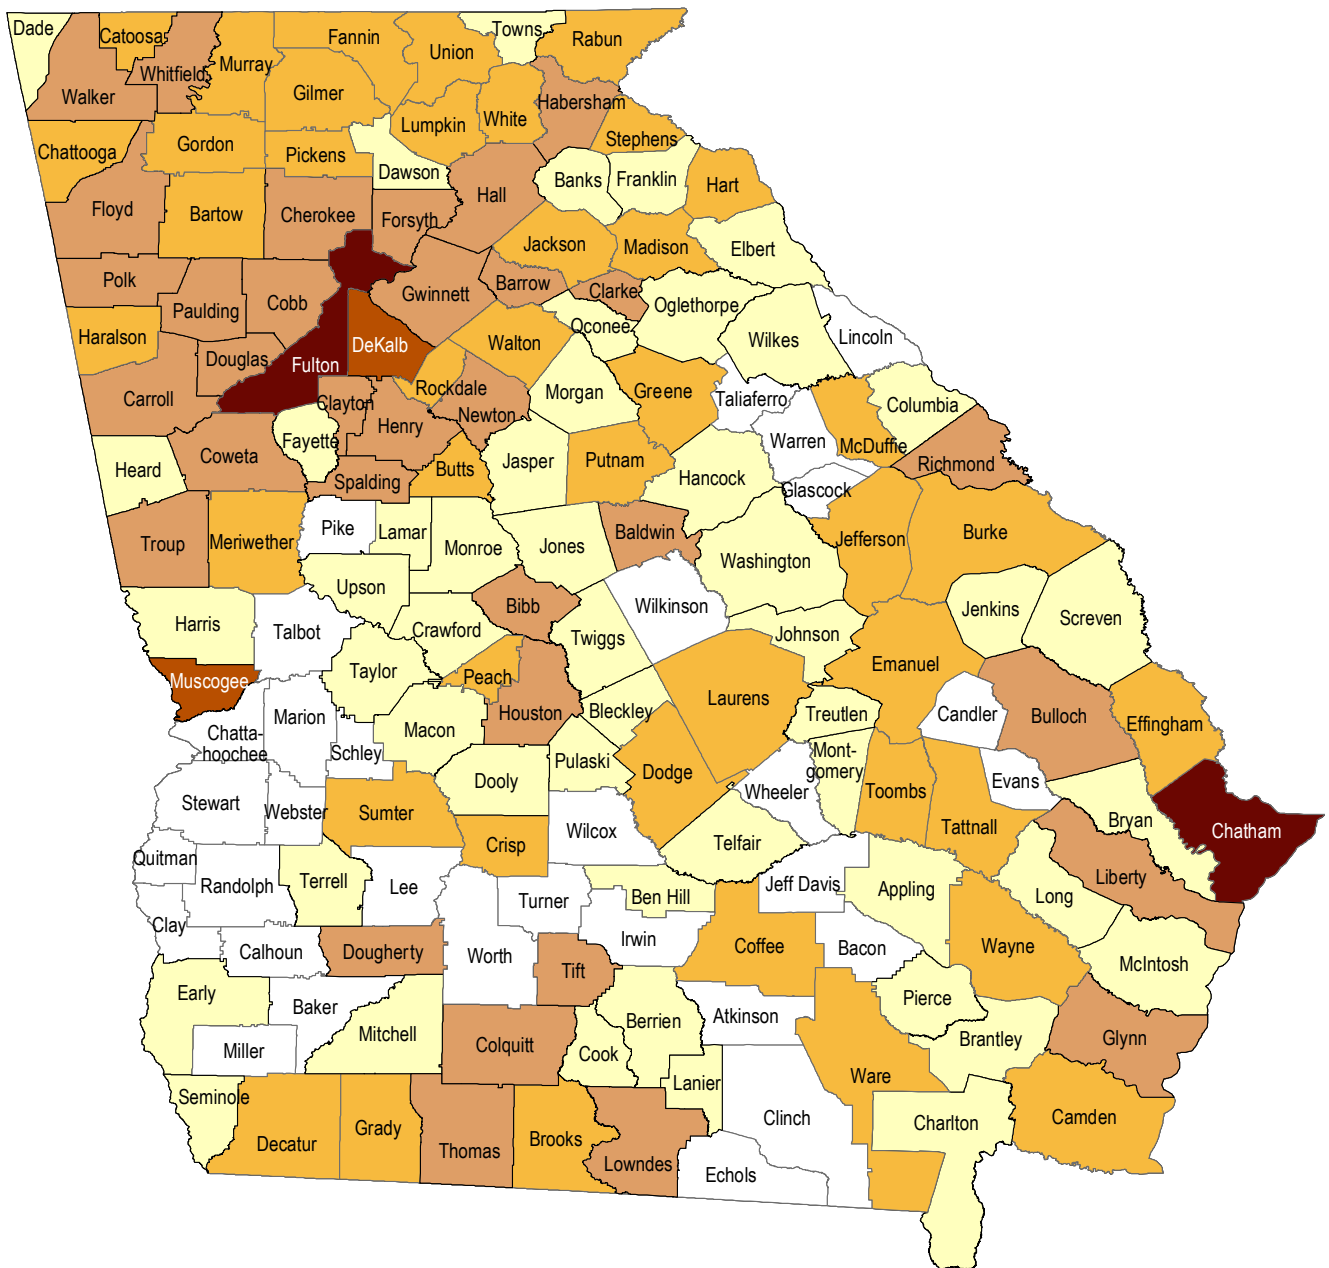 Dade
Catoosa
Fannin
Union
Towns
Rabun
Whitfield
Murray
Walker
Gilmer
Lumpkin
White
Habersham
Stephens
Chattooga
Gordon
Pickens
Dawson
Banks
Franklin
Hart
Floyd
Bartow
Cherokee
Forsyth
Hall
Jackson
Madison
Elbert
Polk
Paulding
Cobb
Gwinnett
Barrow
Clarke
Oglethorpe
Oconee
Haralson
Douglas
Fulton
DeKalb
Walton
Wilkes
Lincoln
Carroll
Clayton
Rockdale
Newton
Morgan
Greene
Taliaferro
Columbia
Heard
Coweta
Fayette
Henry
Spalding
Butts
Jasper
Putnam
Hancock
Warren
McDuffie
Richmond
Glascock
Troup
Meriwether
Pike
Lamar
Monroe
Jones
Baldwin
Washington
Jefferson
Burke
Upson
Harris
Talbot
Crawford
Bibb
Twiggs
Wilkinson
Johnson
Jenkins
Screven
Muscogee
Taylor
Peach
Houston
Bleckley
Laurens
Emanuel
Chatta-
hoochee
Marion
Schley
Macon
Dooly
Pulaski
Dodge
Treutlen
Mont-
gomery
Candler
Bulloch
Effingham
Stewart
Webster
Sumter
Crisp
Wilcox
Telfair
Wheeler
Toombs
Tattnall
Evans
Bryan
Chatham
Quitman
Randolph
Terrell
Lee
Turner
Ben Hill
Jeff Davis
Appling
Long
Liberty
Clay
Calhoun
Dougherty
Worth
Tift
Irwin
Coffee
Bacon
Wayne
McIntosh
Early
Baker
Miller
Mitchell
Colquitt
Cook
Berrien
Atkinson
Pierce
Brantley
Glynn
Seminole
Decatur
Grady
Thomas
Brooks
Lowndes
Lanier
Echols
Clinch
Ware
Charlton
Camden